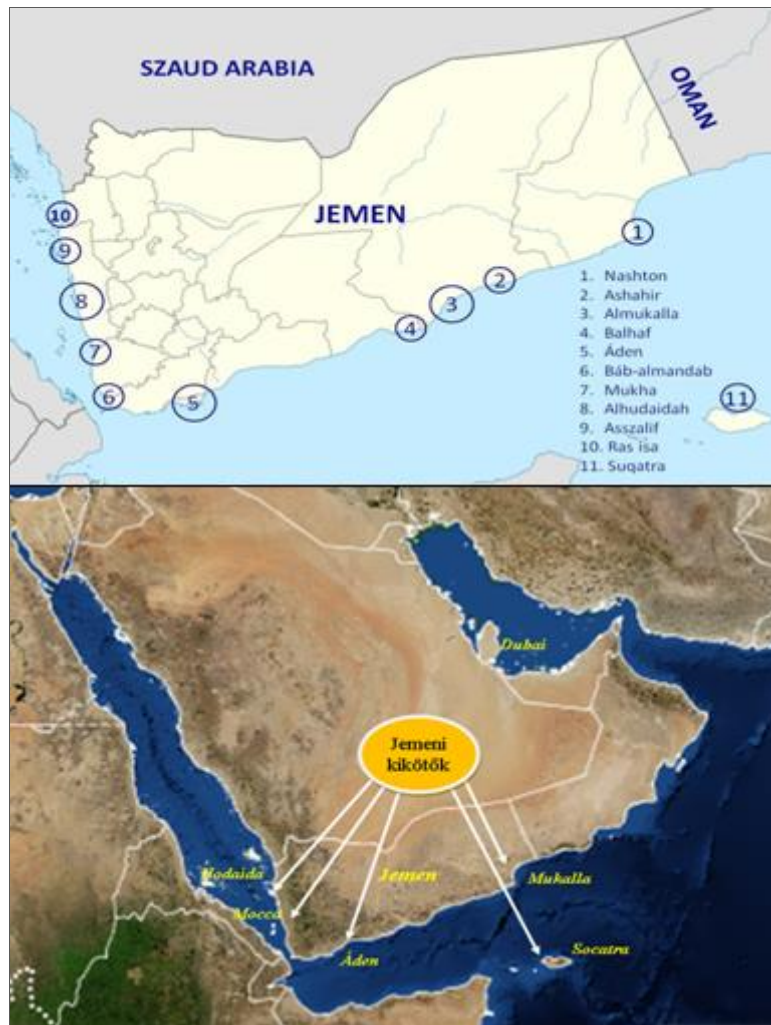 SZAUD ARABIA
OMAN
JEMEN
10
9
8
7
6
5
4
3
2
1
11
1. Nashton
2. Ashahir
3. Almukalla
4. Balhaf
5. Áden
6. Báb-almandab
7. Mukha
8. Alhudaidah
9. Asszalif
10. Ras isa
11. Suqatra
Dubai
Jemeni
kikötők
Hodaida
Jemen
Mukalla
Mocca
Áden
Socatra